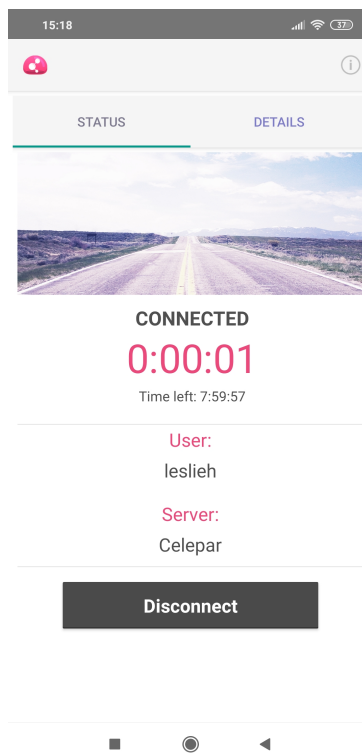 15:18
37
STATUS
DETAILS
CONNECTED
0:00:01
Time left: 7:59:57
User:
leslieh
Server:
Celepar
Disconnect